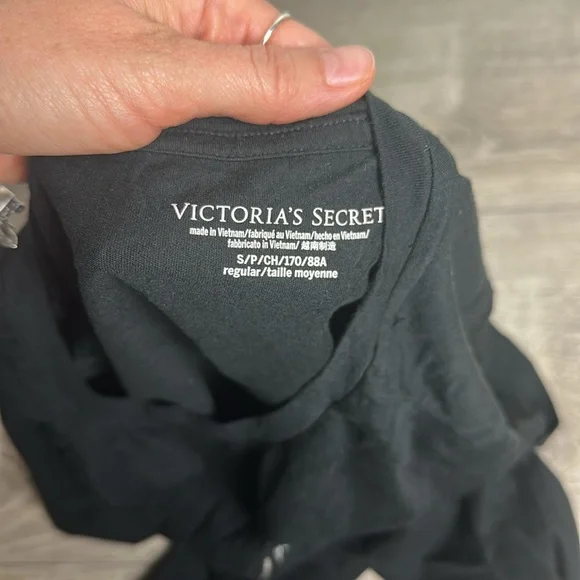 VICTORIA'S SECRET
made in Vietnam/fabriqué au Vietnam/hecho en Vietnam/
fabbricato in Vietnam/ 越南制造
S/P/CH/170/88A
regular/taille moyenne